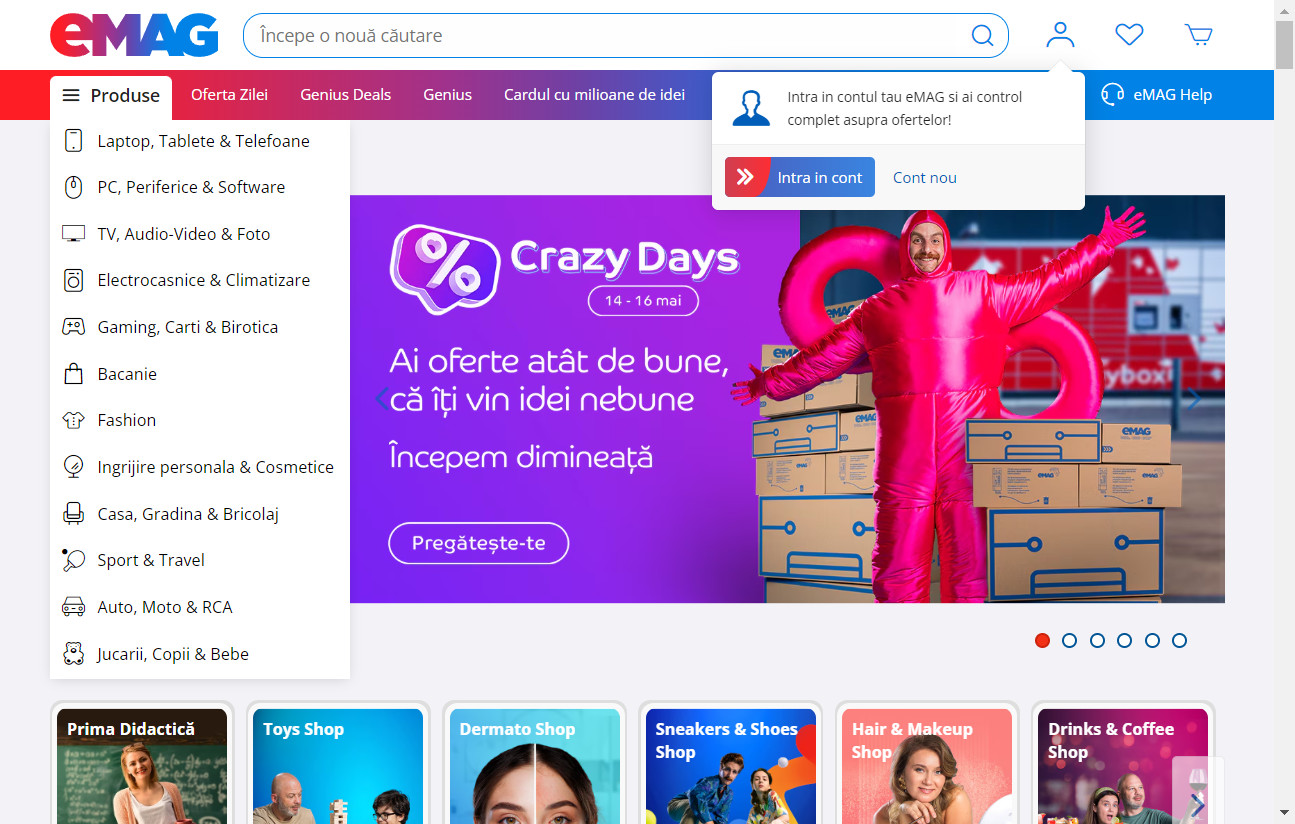 eMAG
Începe o nouă căutare
Produse
Oferta Zilei
Genius Deals
Genius
Cardul cu milioane de idei
eMAG Help
Intra in contul tau eMAG si ai control
complet asupra ofertelor!
Intra in cont
Cont nou
Laptop, Tablete & Telefoane
PC, Periferice & Software
TV, Audio-Video & Foto
Electrocasnice & Climatizare
Gaming, Carti & Birotica
Bacanie
Fashion
Ingrijire personala & Cosmetice
Casa, Gradina & Bricolaj
Sport & Travel
Auto, Moto & RCA
Jucarii, Copii & Bebe
%
Crazy Days
14 - 16 mai
Ai oferte atât de bune,
că îți vin idei nebune
Începem dimineață
Pregătește-te
eMAG
eMAG
eMAG
Prima Didactică
Toys Shop
Dermato Shop
Sneakers & Shoes
Shop
Hair & Makeup
Shop
Drinks & Coffee
Shop